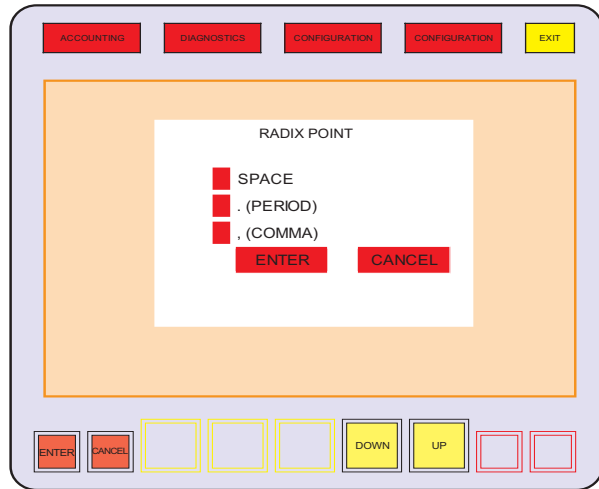 ACCOUNTING DIAGNOSTICS CONFIGURATION CONFIGURATION EXIT
RADIX POINT
SPACE
. (PERIOD)
, (COMMA)
ENTER CANCEL
ENTER CANCEL DOWN UP